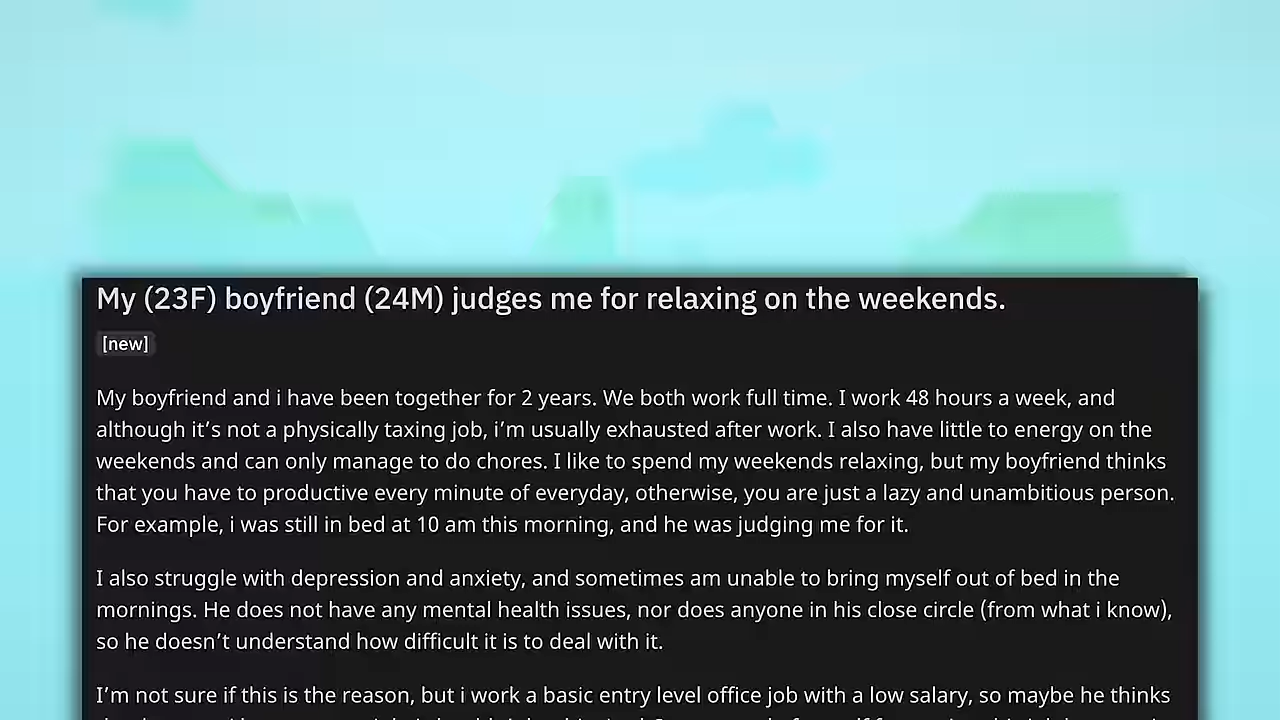 My (23F) boyfriend (24M) judges me for relaxing on the weekends.
[new]
My boyfriend and i have been together for 2 years. We both work full time. I work 48 hours a week, and
although it’s not a physically taxing job, i’m usually exhausted after work. I also have little to energy on the
weekends and can only manage to do chores. I like to spend my weekends relaxing, but my boyfriend thinks
that you have to productive every minute of everyday, otherwise, you are just a lazy and unambitious person.
For example, i was still in bed at 10 am this morning, and he was judging me for it.
I also struggle with depression and anxiety, and sometimes am unable to bring myself out of bed in the
mornings. He does not have any mental health issues, nor does anyone in his close circle (from what i know),
so he doesn’t understand how difficult it is to deal with it.
I’m not sure if this is the reason, but i work a basic entry level office job with a low salary, so maybe he thinks